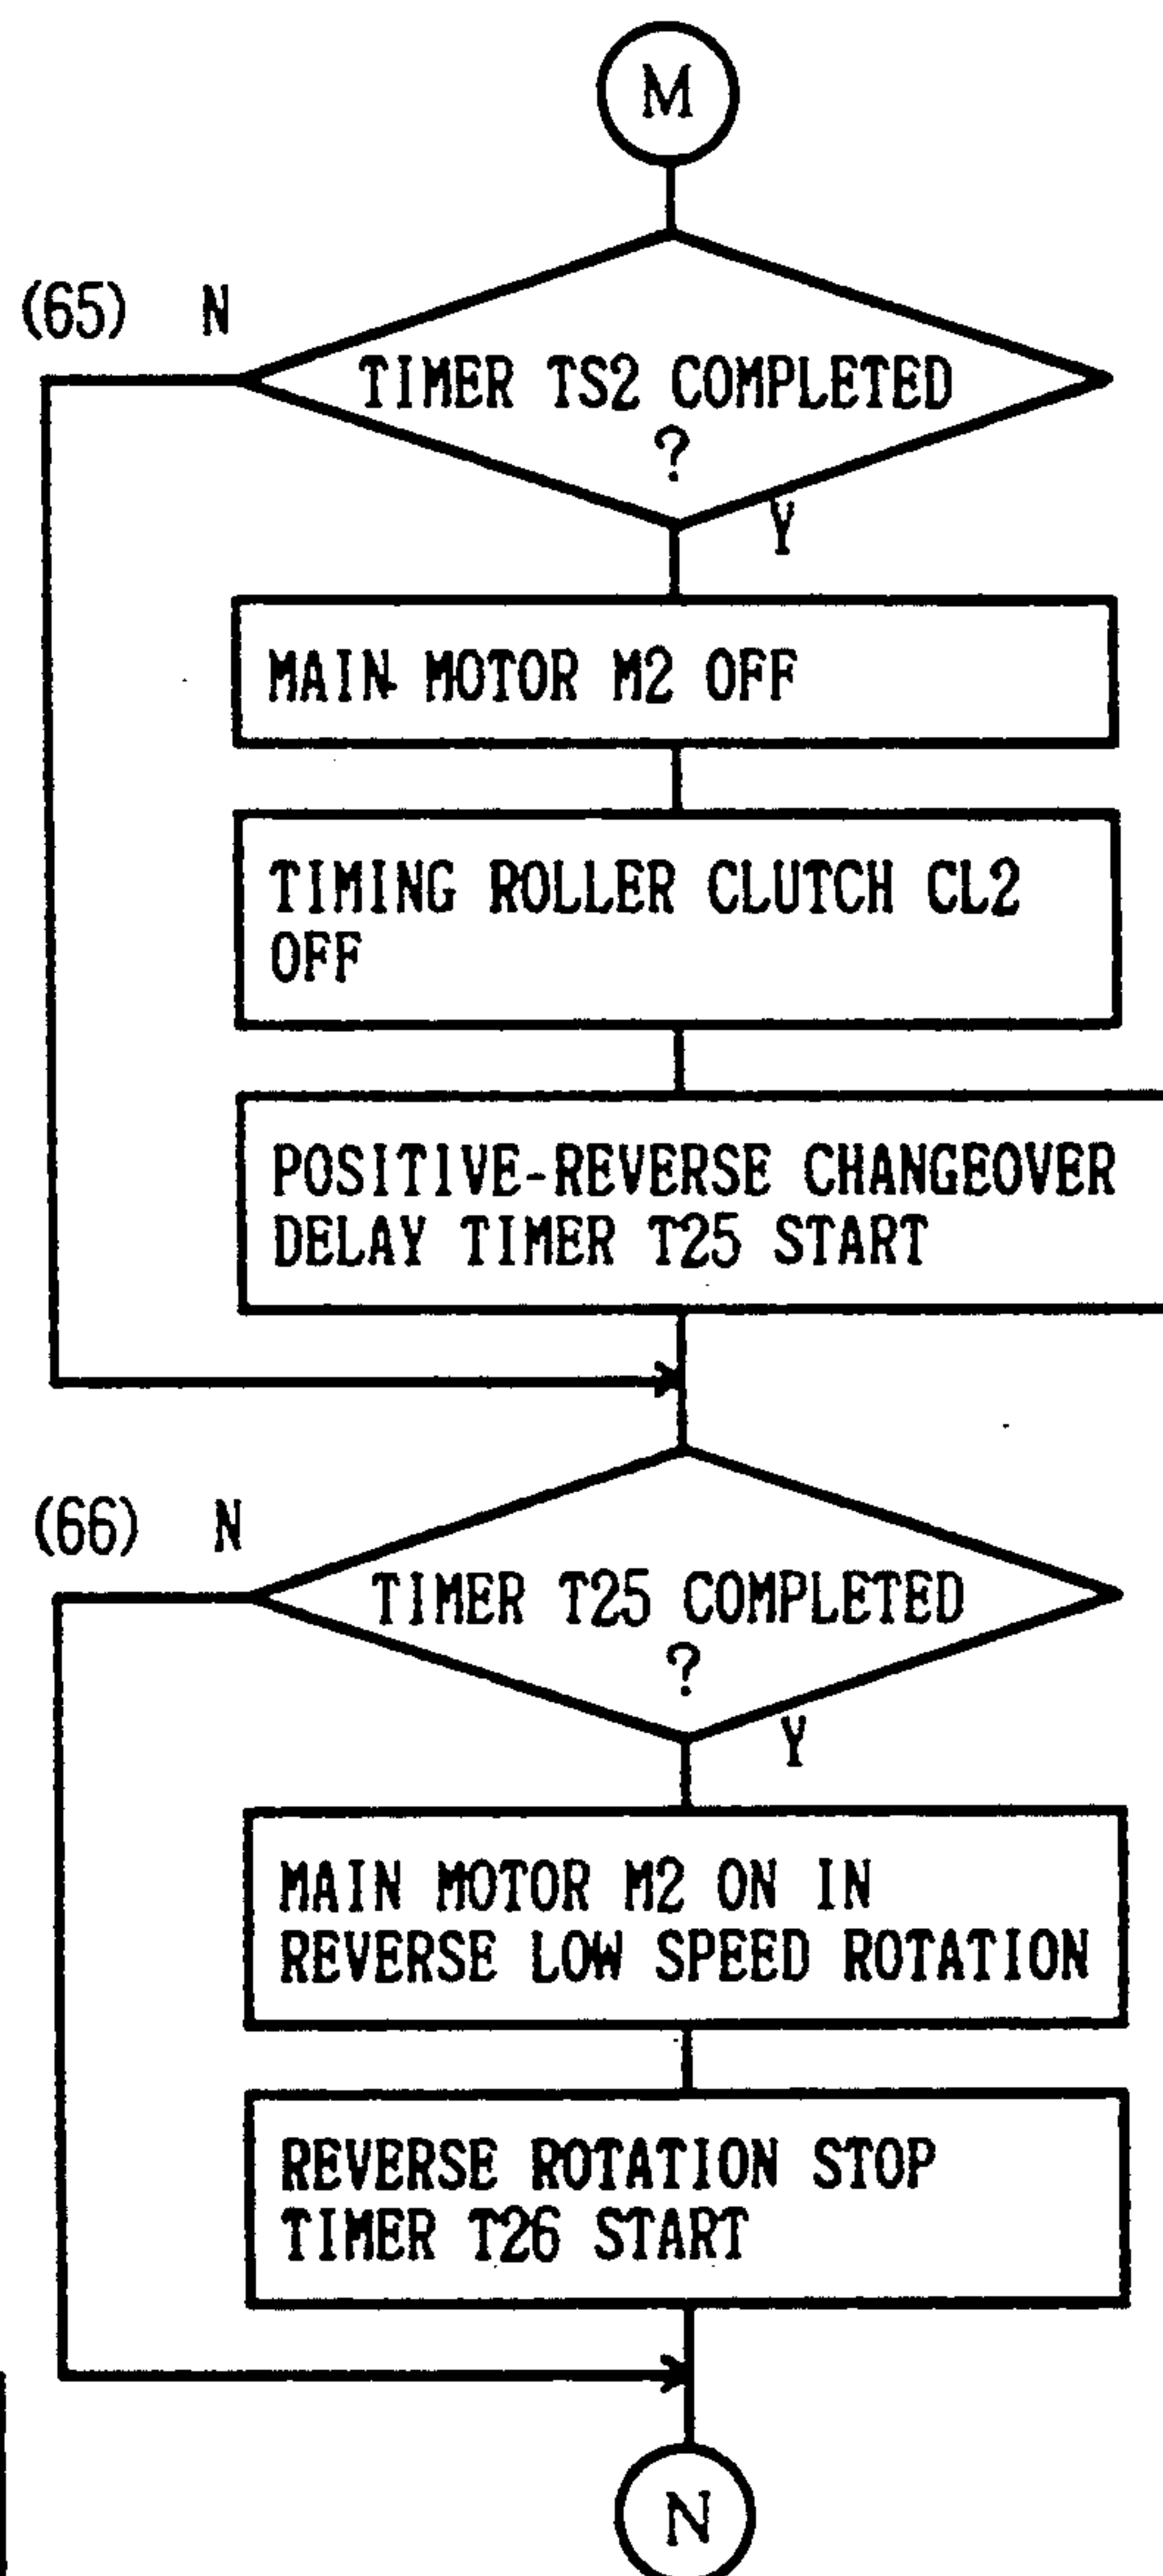 M
(65) N
TIMER TS2 COMPLETED
?
Y
MAIN MOTOR M2 OFF
TIMING ROLLER CLUTCH CL2
OFF
POSITIVE-REVERSE CHANGEOVER
DELAY TIMER T25 START
(66) N
TIMER T25 COMPLETED
?
Y
MAIN MOTOR M2 ON IN
REVERSE LOW SPEED ROTATION
REVERSE ROTATION STOP
TIMER T26 START
N